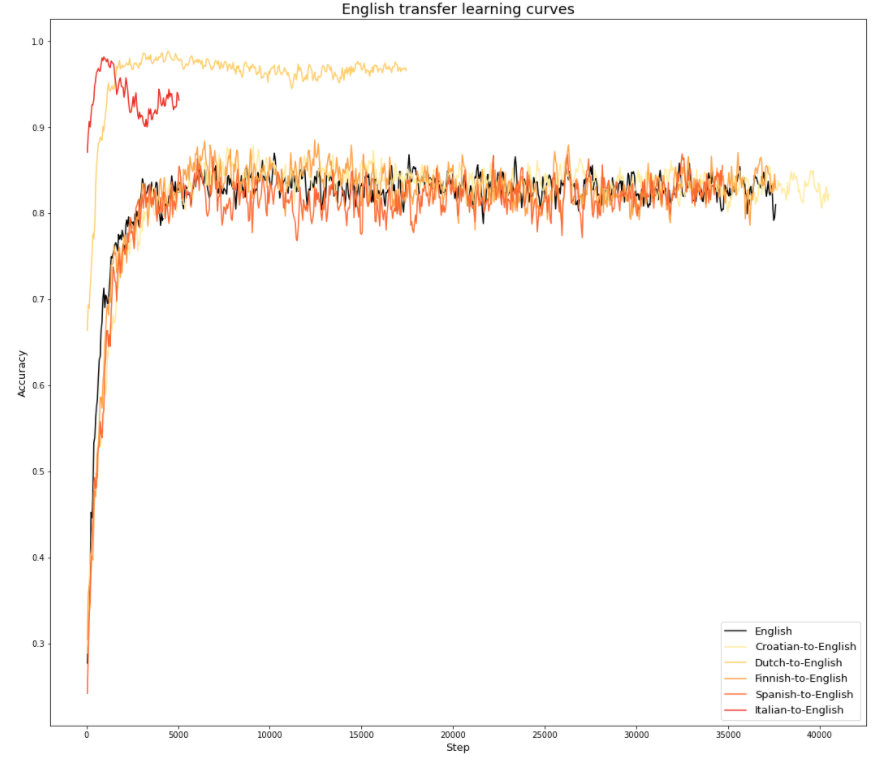 English transfer learning curves
1.0
0.9
0.8
0.7
0.6
0.5
0.4
0.3
Accuracy
0
5000
10000
15000
20000
25000
30000
35000
40000
Step
English
Croatian-to-English
Dutch-to-English
Finnish-to-English
Spanish-to-English
Italian-to-English